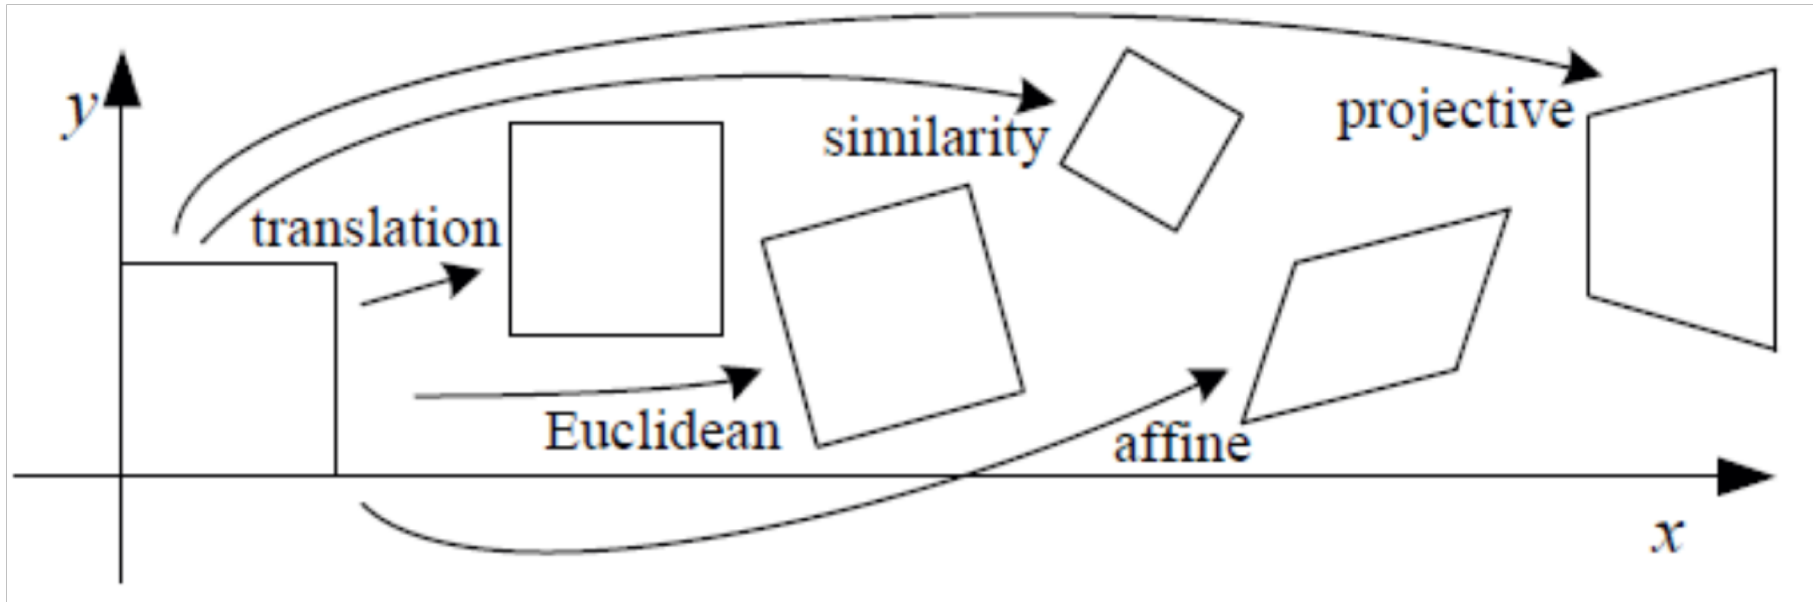 y
similarity
projective
translation
Euclidean
affine
x